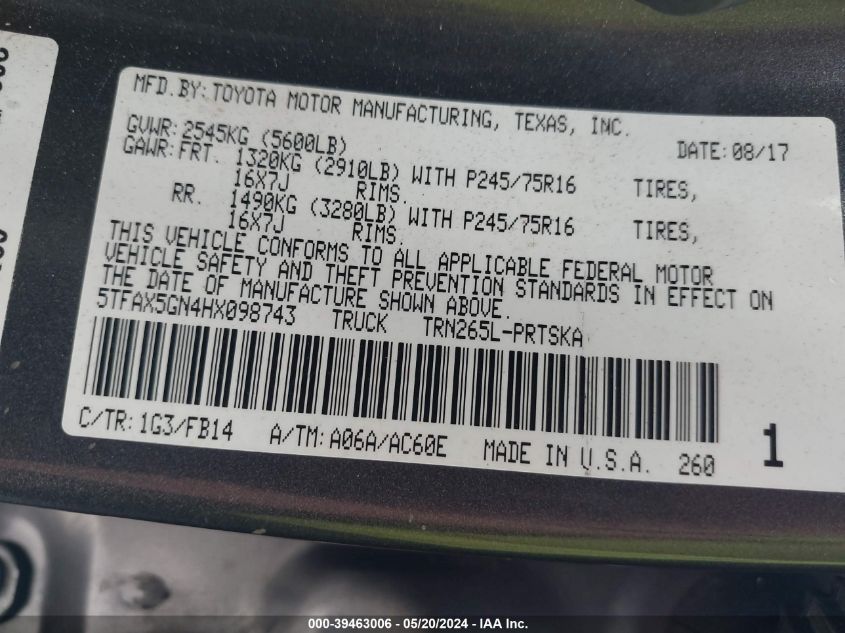 MFD. BY: TOYOTA MOTOR MANUFACTURING, TEXAS, INC.
GVWR: 2545KG (5600LB) DATE: 08/17
GAWR: FRT. 1320KG (2910LB) WITH P245/75R16 TIRES,
16X7J RIMS.
RR. 1490KG (3280LB) WITH P245/75R16 TIRES,
16X7J RIMS.
THIS VEHICLE CONFORMS TO ALL APPLICABLE FEDERAL MOTOR
VEHICLE SAFETY AND THEFT PREVENTION STANDARDS IN EFFECT ON
THE DATE OF MANUFACTURE SHOWN ABOVE.
5TFAX5GN4HX098743 TRUCK TRN265L-PRTSKA
C/TR: 1G3/FB14 A/TM: A06A/AC60E MADE IN U.S.A. 260 1
000-39463006 / 05/20/2024 - IAA Inc.